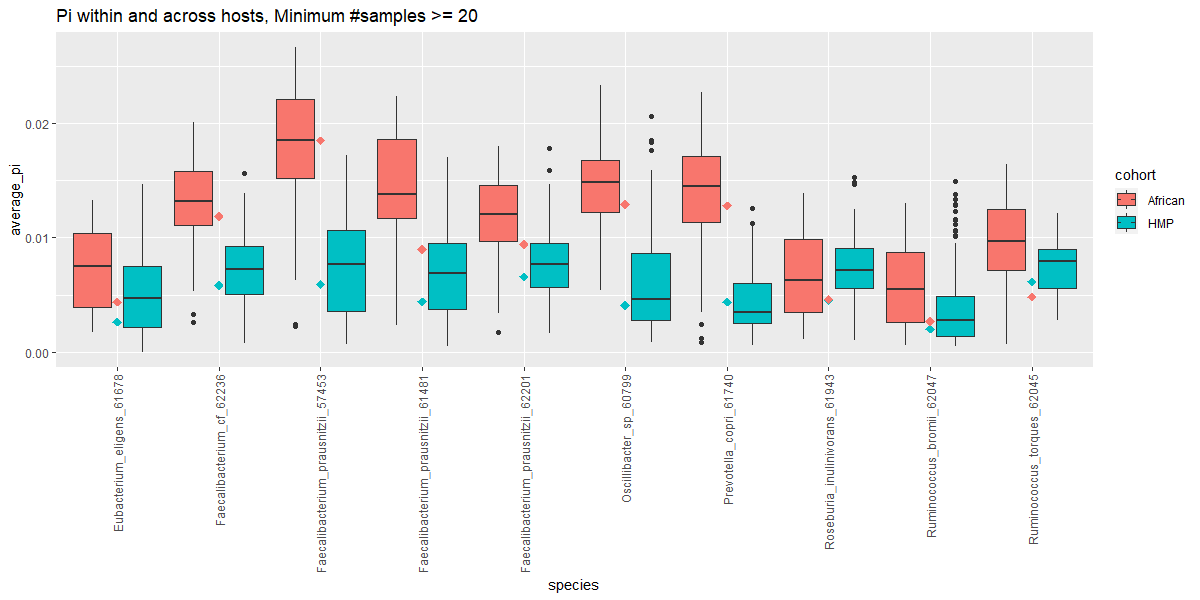 Pi within and across hosts, Minimum #samples >= 20
average_pi
0.02
0.01
0.00
Eubacterium_eligens_61678
Faecalibacterium_cf_62236
Faecalibacterium_prausnitzii_57453
Faecalibacterium_prausnitzii_61481
Faecalibacterium_prausnitzii_62201
Oscillibacter_sp_60799
Prevotella_copri_61740
Roseburia_inulinivorans_61943
Ruminococcus_bromii_62047
Ruminococcus_torques_62045
species
cohort
African
HMP